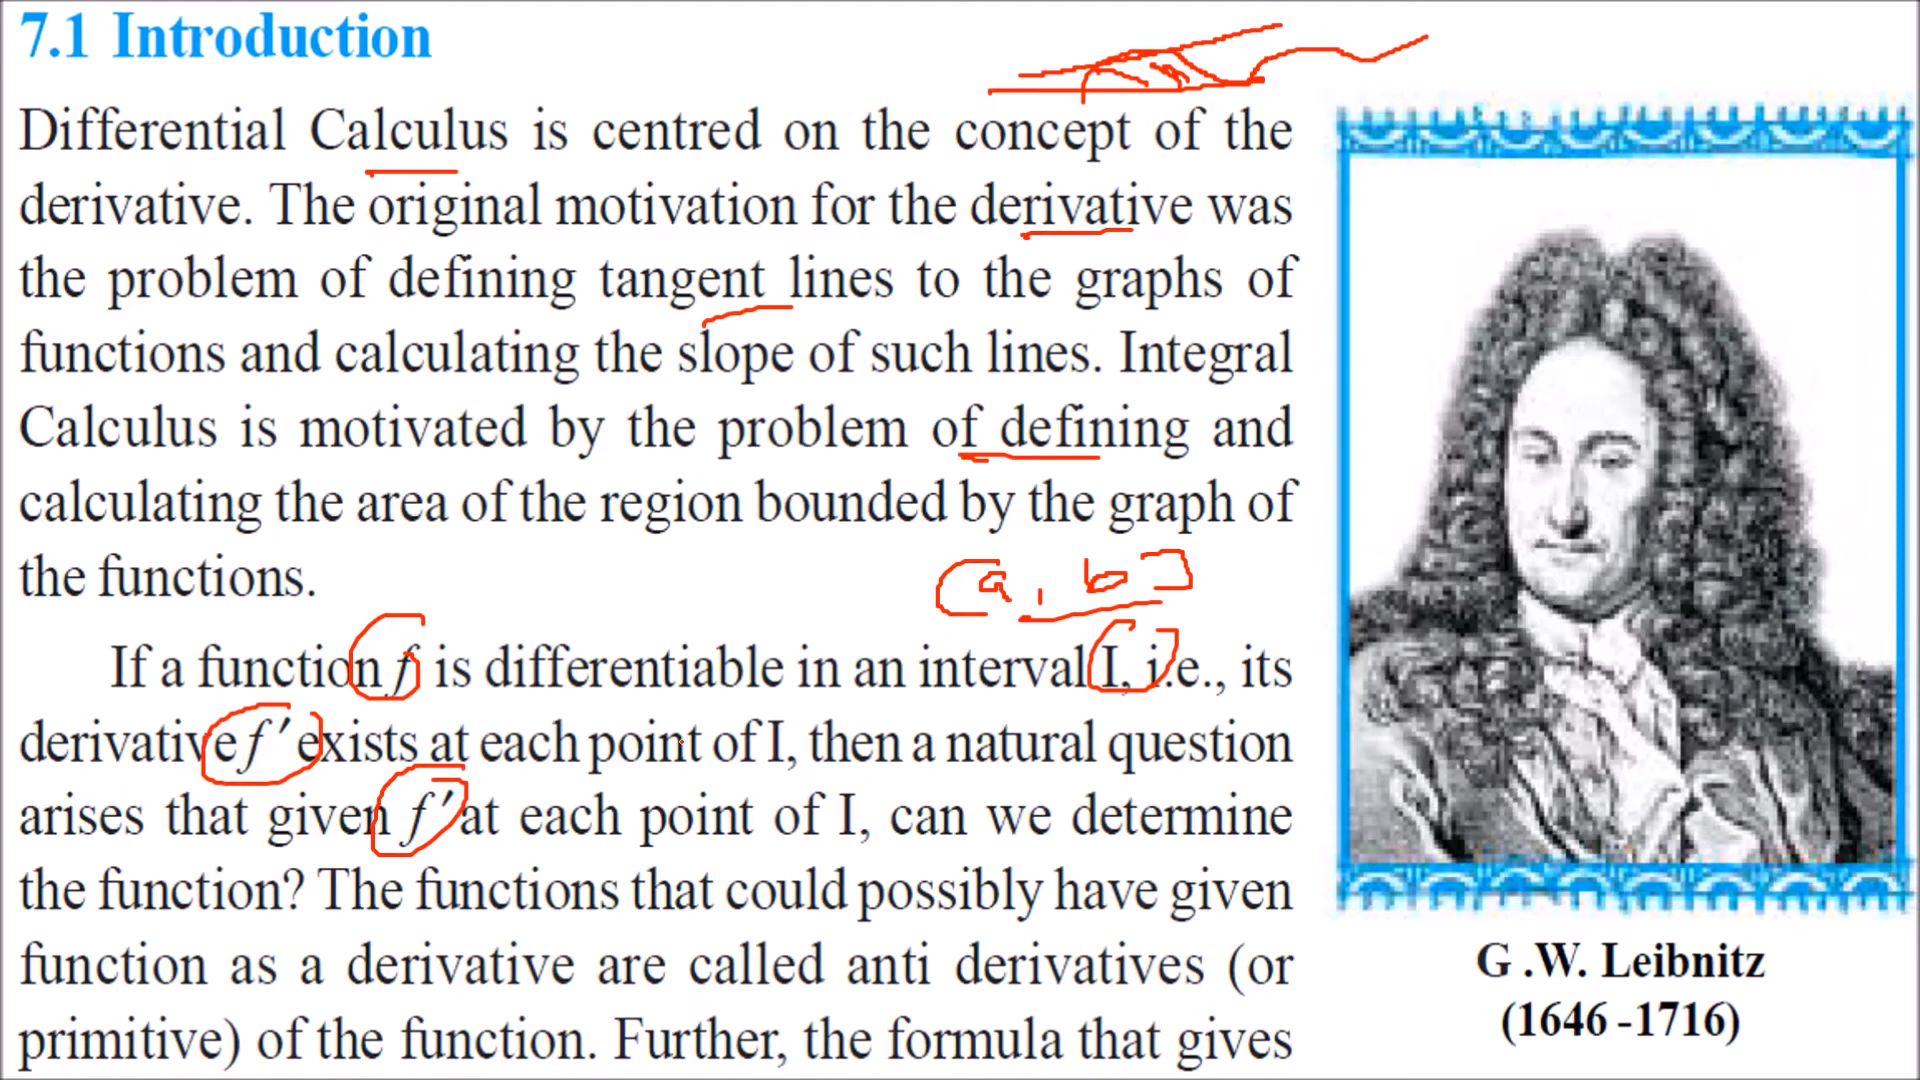 7.1 Introduction
Differential Calculus is centred on the concept of the
derivative. The original motivation for the derivative was
the problem of defining tangent lines to the graphs of
functions and calculating the slope of such lines. Integral
Calculus is motivated by the problem of defining and
calculating the area of the region bounded by the graph of
the functions.
(a, b]
If a function f is differentiable in an interval I, i.e., its
derivative f ′ exists at each point of I, then a natural question
arises that given f ′ at each point of I, can we determine
the function? The functions that could possibly have given
function as a derivative are called anti derivatives (or
primitive) of the function. Further, the formula that gives
G .W. Leibnitz
(1646 -1716)